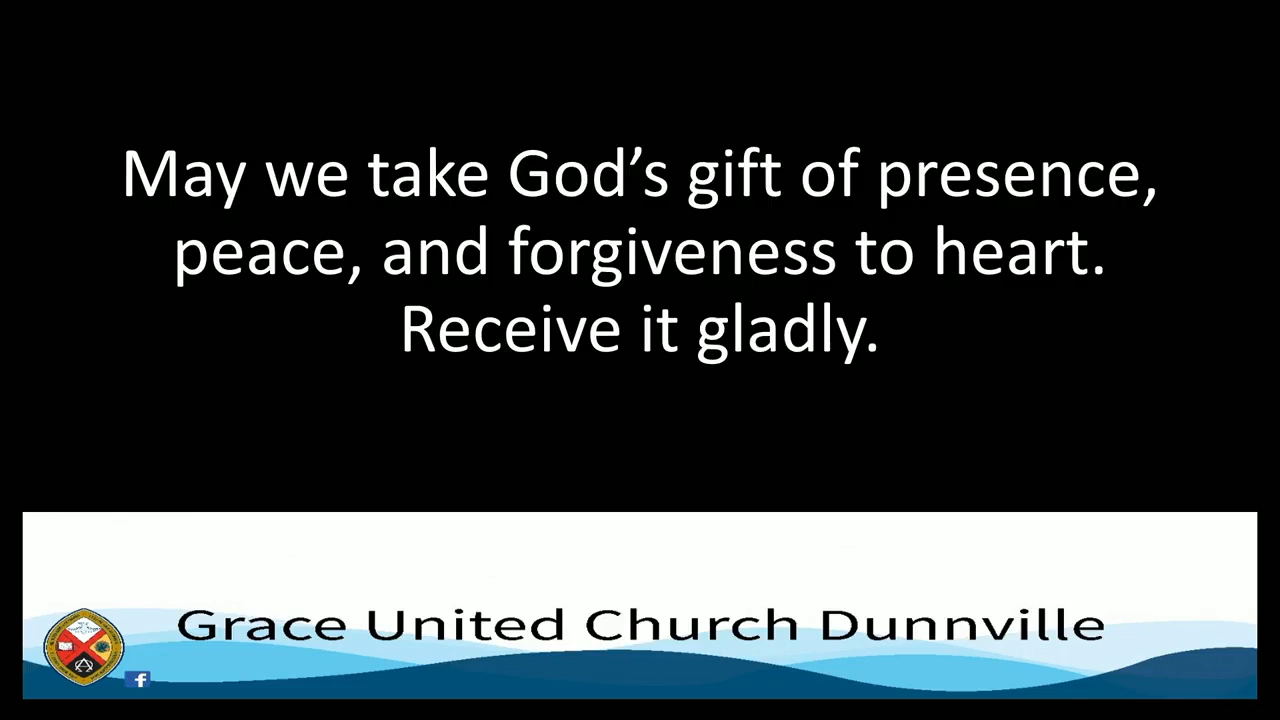 May we take God’s gift of presence,
peace, and forgiveness to heart.
Receive it gladly.
Grace United Church Dunnville
f